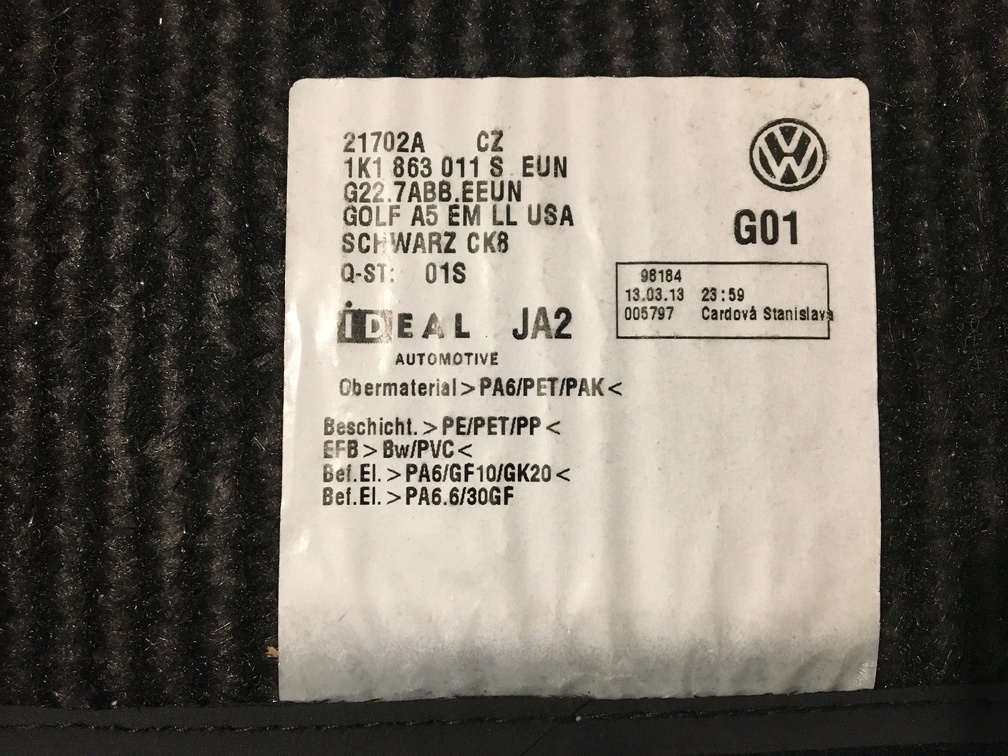 21702A CZ
1K1 863 011 S EUN
G22.7ABB.EEUN
GOLF A5 EM LL USA
SCHWARZ CK8
Q-ST: 01S
VW
G01
98184
13.03.13 23:59
005797 Cardová Stanislava
iDEAL JA2
AUTOMOTIVE
Obermaterial>PA6/PET/PAK<
Beschicht.>PE/PET/PP<
EFB>Bw/PVC<
Bef.El.>PA6/GF10/GK20<
Bef.El.>PA6.6/30GF